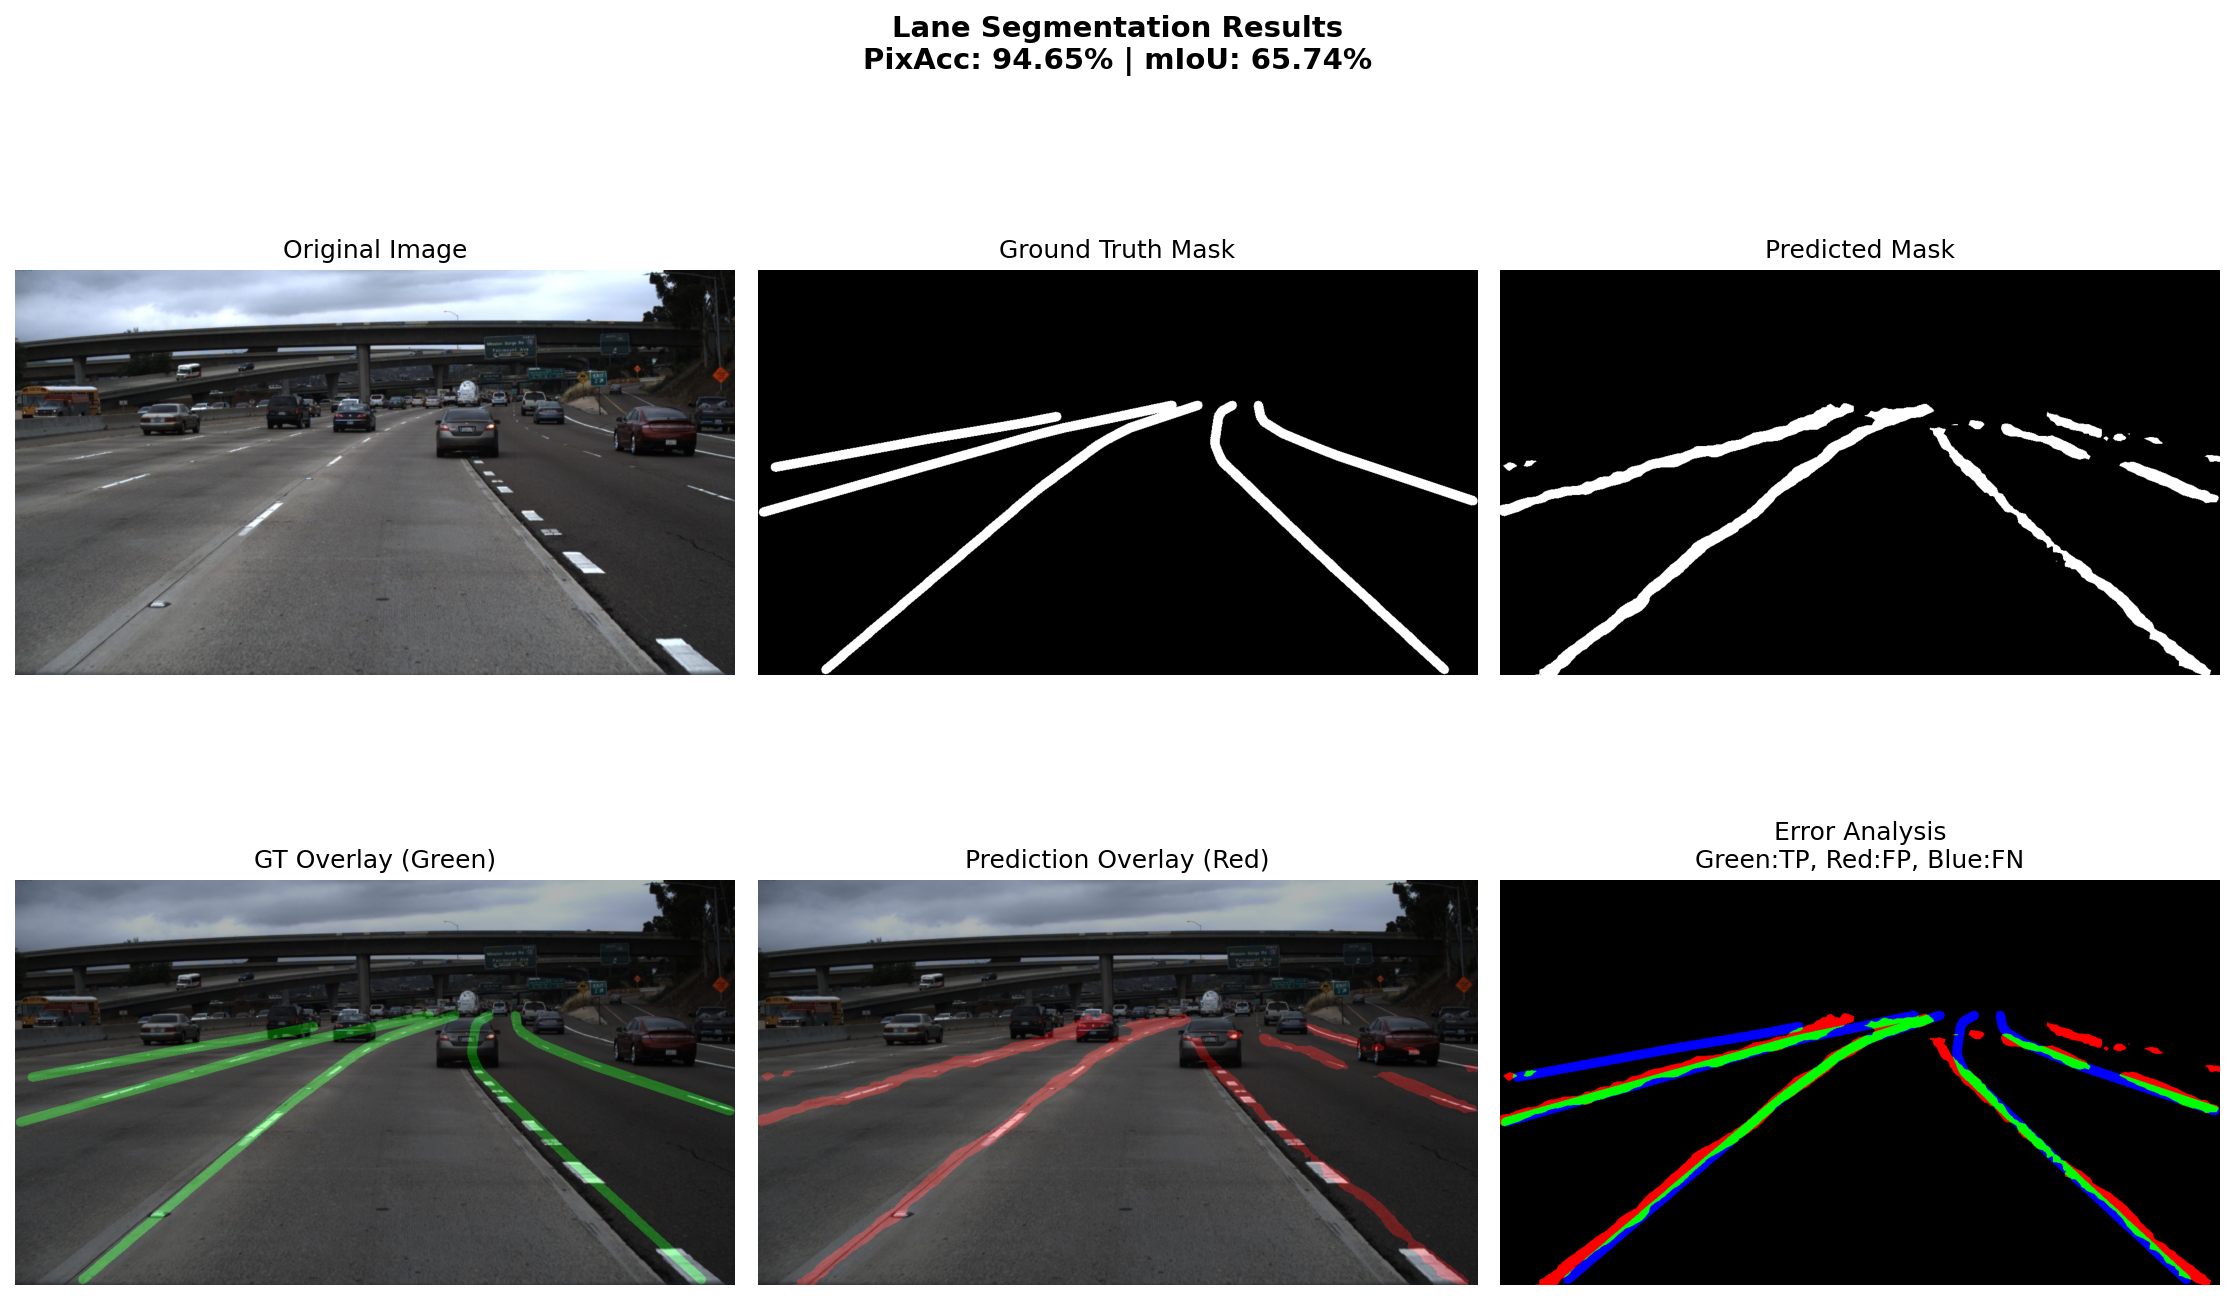 Lane Segmentation Results
PixAcc: 94.65% | mIoU: 65.74%
Original Image
Ground Truth Mask
Predicted Mask
GT Overlay (Green)
Prediction Overlay (Red)
Error Analysis
Green:TP, Red:FP, Blue:FN